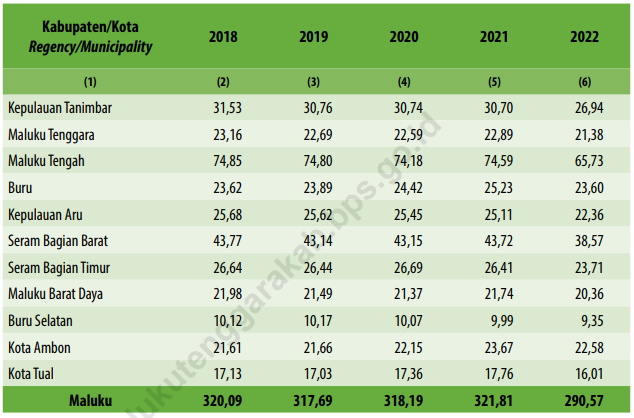 Kabupaten/Kota 2018 2019 2020 2021 2022
Regency/Municipality
(1) (2) (3) (4) (5) (6)
Kepulauan Tanimbar 31,53 30,76 30,74 30,70 26,94
Maluku Tenggara 23,16 22,69 22,59 22,89 21,38
Maluku Tengah 74,85 74,80 74,18 74,59 65,73
Buru 23,62 23,89 24,42 25,23 23,60
Kepulauan Aru 25,68 25,62 25,45 25,11 22,36
Seram Bagian Barat 43,77 43,14 43,15 43,72 38,57
Seram Bagian Timur 26,64 26,44 26,69 26,41 23,71
Maluku Barat Daya 21,98 21,49 21,37 21,74 20,36
Buru Selatan 10,12 10,17 10,07 9,99 9,35
Kota Ambon 21,61 21,66 22,15 23,67 22,58
Kota Tual 17,13 17,03 17,36 17,76 16,01
Maluku 320,09 317,69 318,19 321,81 290,57
lukutenggarakab.bps.go.id